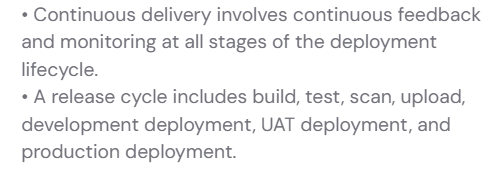 • Continuous delivery involves continuous feedback
and monitoring at all stages of the deployment
lifecycle.
• A release cycle includes build, test, scan, upload,
development deployment, UAT deployment, and
production deployment.